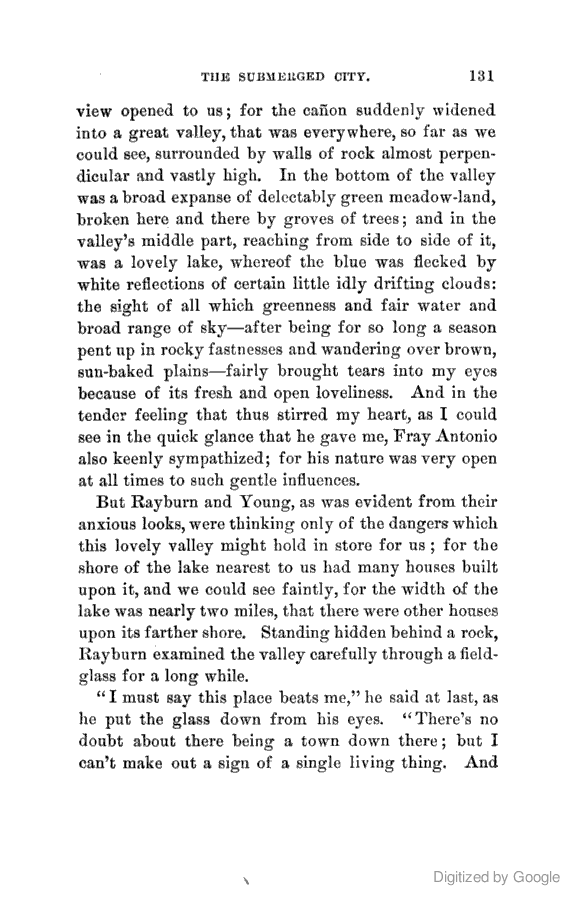 THE SUBMERGED CITY. 131
view opened to us; for the cañon suddenly widened
into a great valley, that was everywhere, so far as we
could see, surrounded by walls of rock almost perpen-
dicular and vastly high. In the bottom of the valley
was a broad expanse of delectably green meadow-land,
broken here and there by groves of trees; and in the
valley's middle part, reaching from side to side of it,
was a lovely lake, whereof the blue was flecked by
white reflections of certain little idly drifting clouds:
the sight of all which greenness and fair water and
broad range of sky—after being for so long a season
pent up in rocky fastnesses and wandering over brown,
sun-baked plains—fairly brought tears into my eyes
because of its fresh and open loveliness. And in the
tender feeling that thus stirred my heart, as I could
see in the quick glance that he gave me, Fray Antonio
also keenly sympathized; for his nature was very open
at all times to such gentle influences.
But Rayburn and Young, as was evident from their
anxious looks, were thinking only of the dangers which
this lovely valley might hold in store for us; for the
shore of the lake nearest to us had many houses built
upon it, and we could see faintly, for the width of the
lake was nearly two miles, that there were other houses
upon its farther shore. Standing hidden behind a rock,
Rayburn examined the valley carefully through a field-
glass for a long while.
"I must say this place beats me," he said at last, as
he put the glass down from his eyes. "There's no
doubt about there being a town down there; but I
can't make out a sign of a single living thing. And
Digitized by Google